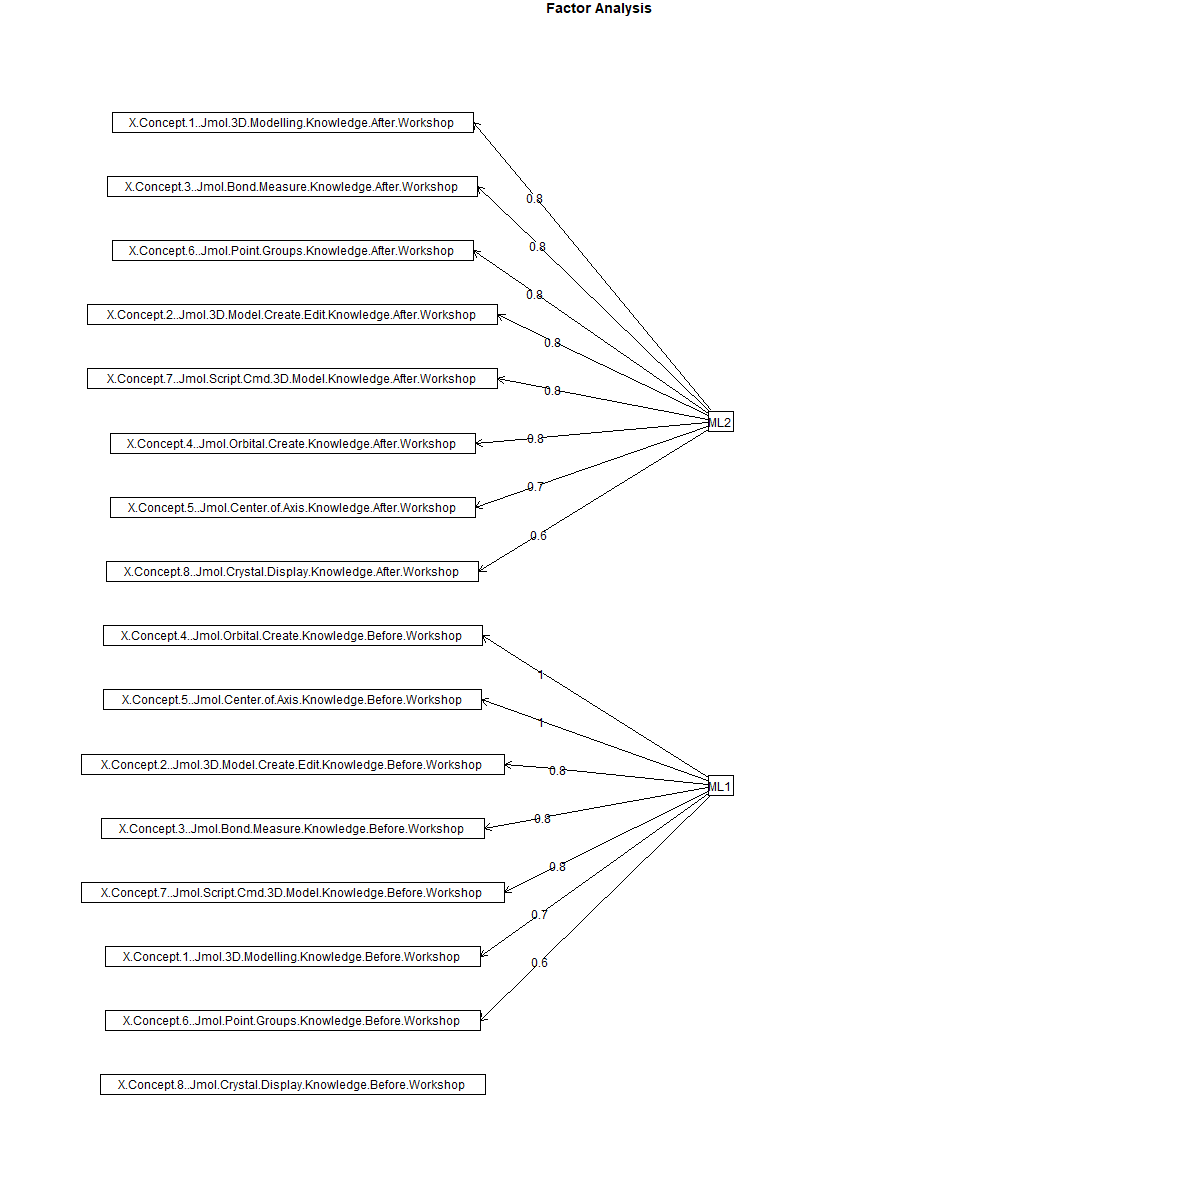 Factor Analysis
X.Concept.1..Jmol.3D.Modelling.Knowledge.After.Workshop
0.8
X.Concept.3..Jmol.Bond.Measure.Knowledge.After.Workshop
0.8
X.Concept.6..Jmol.Point.Groups.Knowledge.After.Workshop
0.8
X.Concept.2..Jmol.3D.Model.Create.Edit.Knowledge.After.Workshop
0.8
X.Concept.7..Jmol.Script.Cmd.3D.Model.Knowledge.After.Workshop
0.8
ML2
X.Concept.4..Jmol.Orbital.Create.Knowledge.After.Workshop
0.8
X.Concept.5..Jmol.Center.of.Axis.Knowledge.After.Workshop
0.7
X.Concept.8..Jmol.Crystal.Display.Knowledge.After.Workshop
0.6
X.Concept.4..Jmol.Orbital.Create.Knowledge.Before.Workshop
1
X.Concept.5..Jmol.Center.of.Axis.Knowledge.Before.Workshop
1
X.Concept.2..Jmol.3D.Model.Create.Edit.Knowledge.Before.Workshop
0.8
ML1
X.Concept.3..Jmol.Bond.Measure.Knowledge.Before.Workshop
0.8
X.Concept.7..Jmol.Script.Cmd.3D.Model.Knowledge.Before.Workshop
0.8
X.Concept.1..Jmol.3D.Modelling.Knowledge.Before.Workshop
0.7
X.Concept.6..Jmol.Point.Groups.Knowledge.Before.Workshop
0.6
X.Concept.8..Jmol.Crystal.Display.Knowledge.Before.Workshop